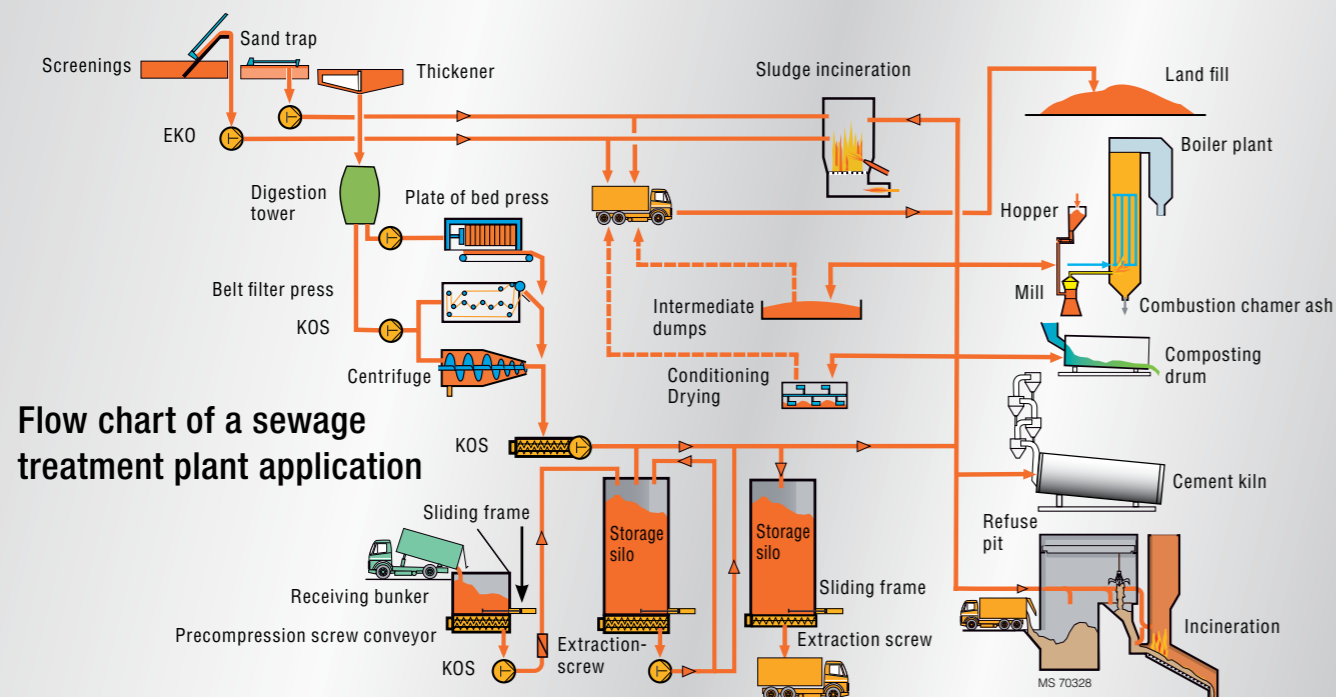 Sand trap
Screenings
Thickener
Sludge incineration
Land fill
EKO
Boiler plant
Digestion
tower
Plate of bed press
Hopper
Belt filter press
KOS
Intermediate
dumps
Mill
Combustion chamer ash
Centrifuge
Conditioning
Drying
Composting
drum
Flow chart of a sewage
treatment plant application
KOS
Cement kiln
Sliding frame
Storage
silo
Storage
silo
Refuse
pit
Receiving bunker
Sliding frame
Precompression screw conveyor
Extraction-
screw
Extraction screw
Incineration
KOS
MS 70328